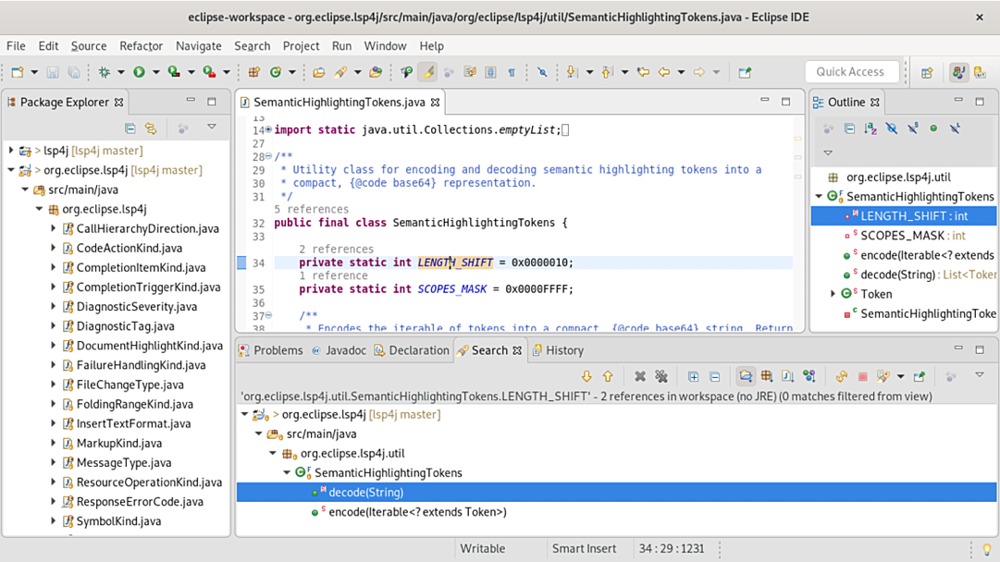 eclipse-workspace - org.eclipse.lsp4j/src/main/java/org/eclipse/lsp4j/util/SemanticHighlightingTokens.java - Eclipse IDE
File Edit Source Refactor Navigate Search Project Run Window Help
Quick Access
Package Explorer
> lsp4j [lsp4j master]
> org.eclipse.lsp4j [lsp4j master]
src/main/java
org.eclipse.lsp4j
CallHierarchyDirection.java
CodeActionKind.java
CompletionItemKind.java
CompletionTriggerKind.java
DiagnosticSeverity.java
DiagnosticTag.java
DocumentHighlightKind.java
FailureHandlingKind.java
FileChangeType.java
FoldingRangeKind.java
InsertTextFormat.java
MarkupKind.java
MessageType.java
ResourceOperationKind.java
ResponseErrorCode.java
SymbolKind.java
SemanticHighlightingTokens.java
13
14 import static java.util.Collections.emptyList;
27
28 /**
29 * Utility class for encoding and decoding semantic highlighting tokens into a
30 * compact, {@code base64} representation.
31 */
5 references
32 public final class SemanticHighlightingTokens {
33
2 references
34 private static int LENGTH_SHIFT = 0x0000010;
1 reference
35 private static int SCOPES_MASK = 0x0000FFFF;
36
37 /**
38 * Encodes the iterable of tokens into a compact, {@code base64} string. Return
Outline
org.eclipse.lsp4j.util
SemanticHighlightingTokens
LENGTH_SHIFT : int
SCOPES_MASK : int
encode(Iterable<? extends
decode(String) : List<Token
Token
SemanticHighlightingToke
Problems @ Javadoc Declaration Search History
'org.eclipse.lsp4j.util.SemanticHighlightingTokens.LENGTH_SHIFT' - 2 references in workspace (no JRE) (0 matches filtered from view)
> org.eclipse.lsp4j [lsp4j master]
src/main/java
org.eclipse.lsp4j.util
SemanticHighlightingTokens
decode(String)
encode(Iterable<? extends Token>)
Writable Smart Insert 34 : 29 : 1231